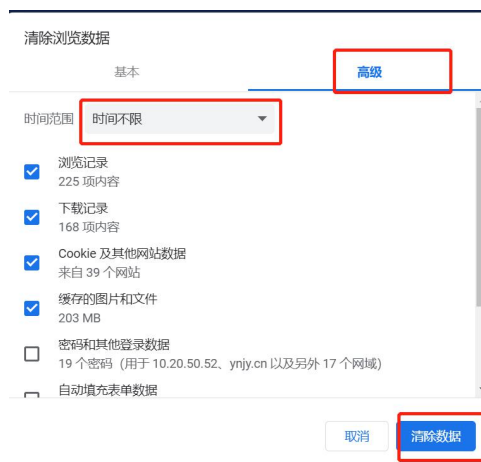 清除浏览数据
基本
高级
时间范围 时间不限
浏览记录
225 项内容
下载记录
168 项内容
Cookie 及其他网站数据
来自 39 个网站
缓存的图片和文件
203 MB
密码和其他登录数据
19 个密码（用于 10.20.50.52、ynjy.cn 以及另外 17 个网域）
自动填充表单数据
取消 清除数据